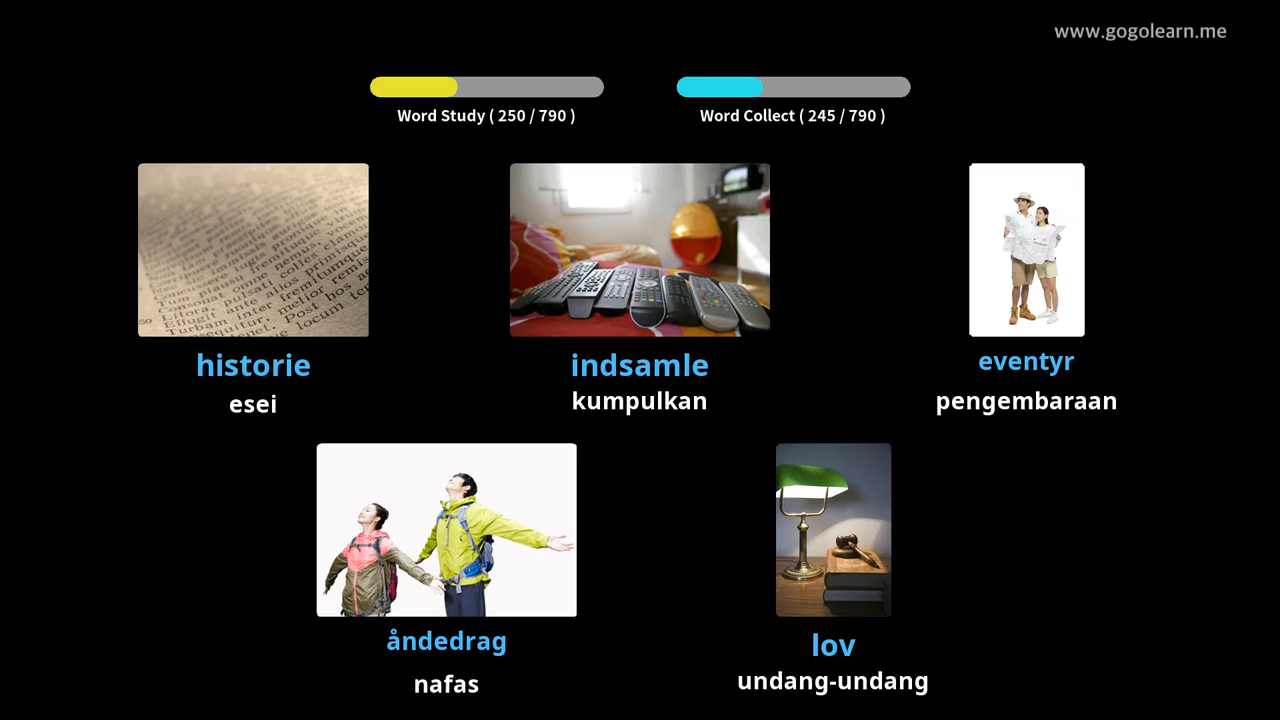 www.gogolearn.me
Word Study ( 250 / 790 )
Word Collect ( 245 / 790 )
historie
esei
indsamle
kumpulkan
eventyr
pengembaraan
åndedrag
nafas
lov
undang-undang